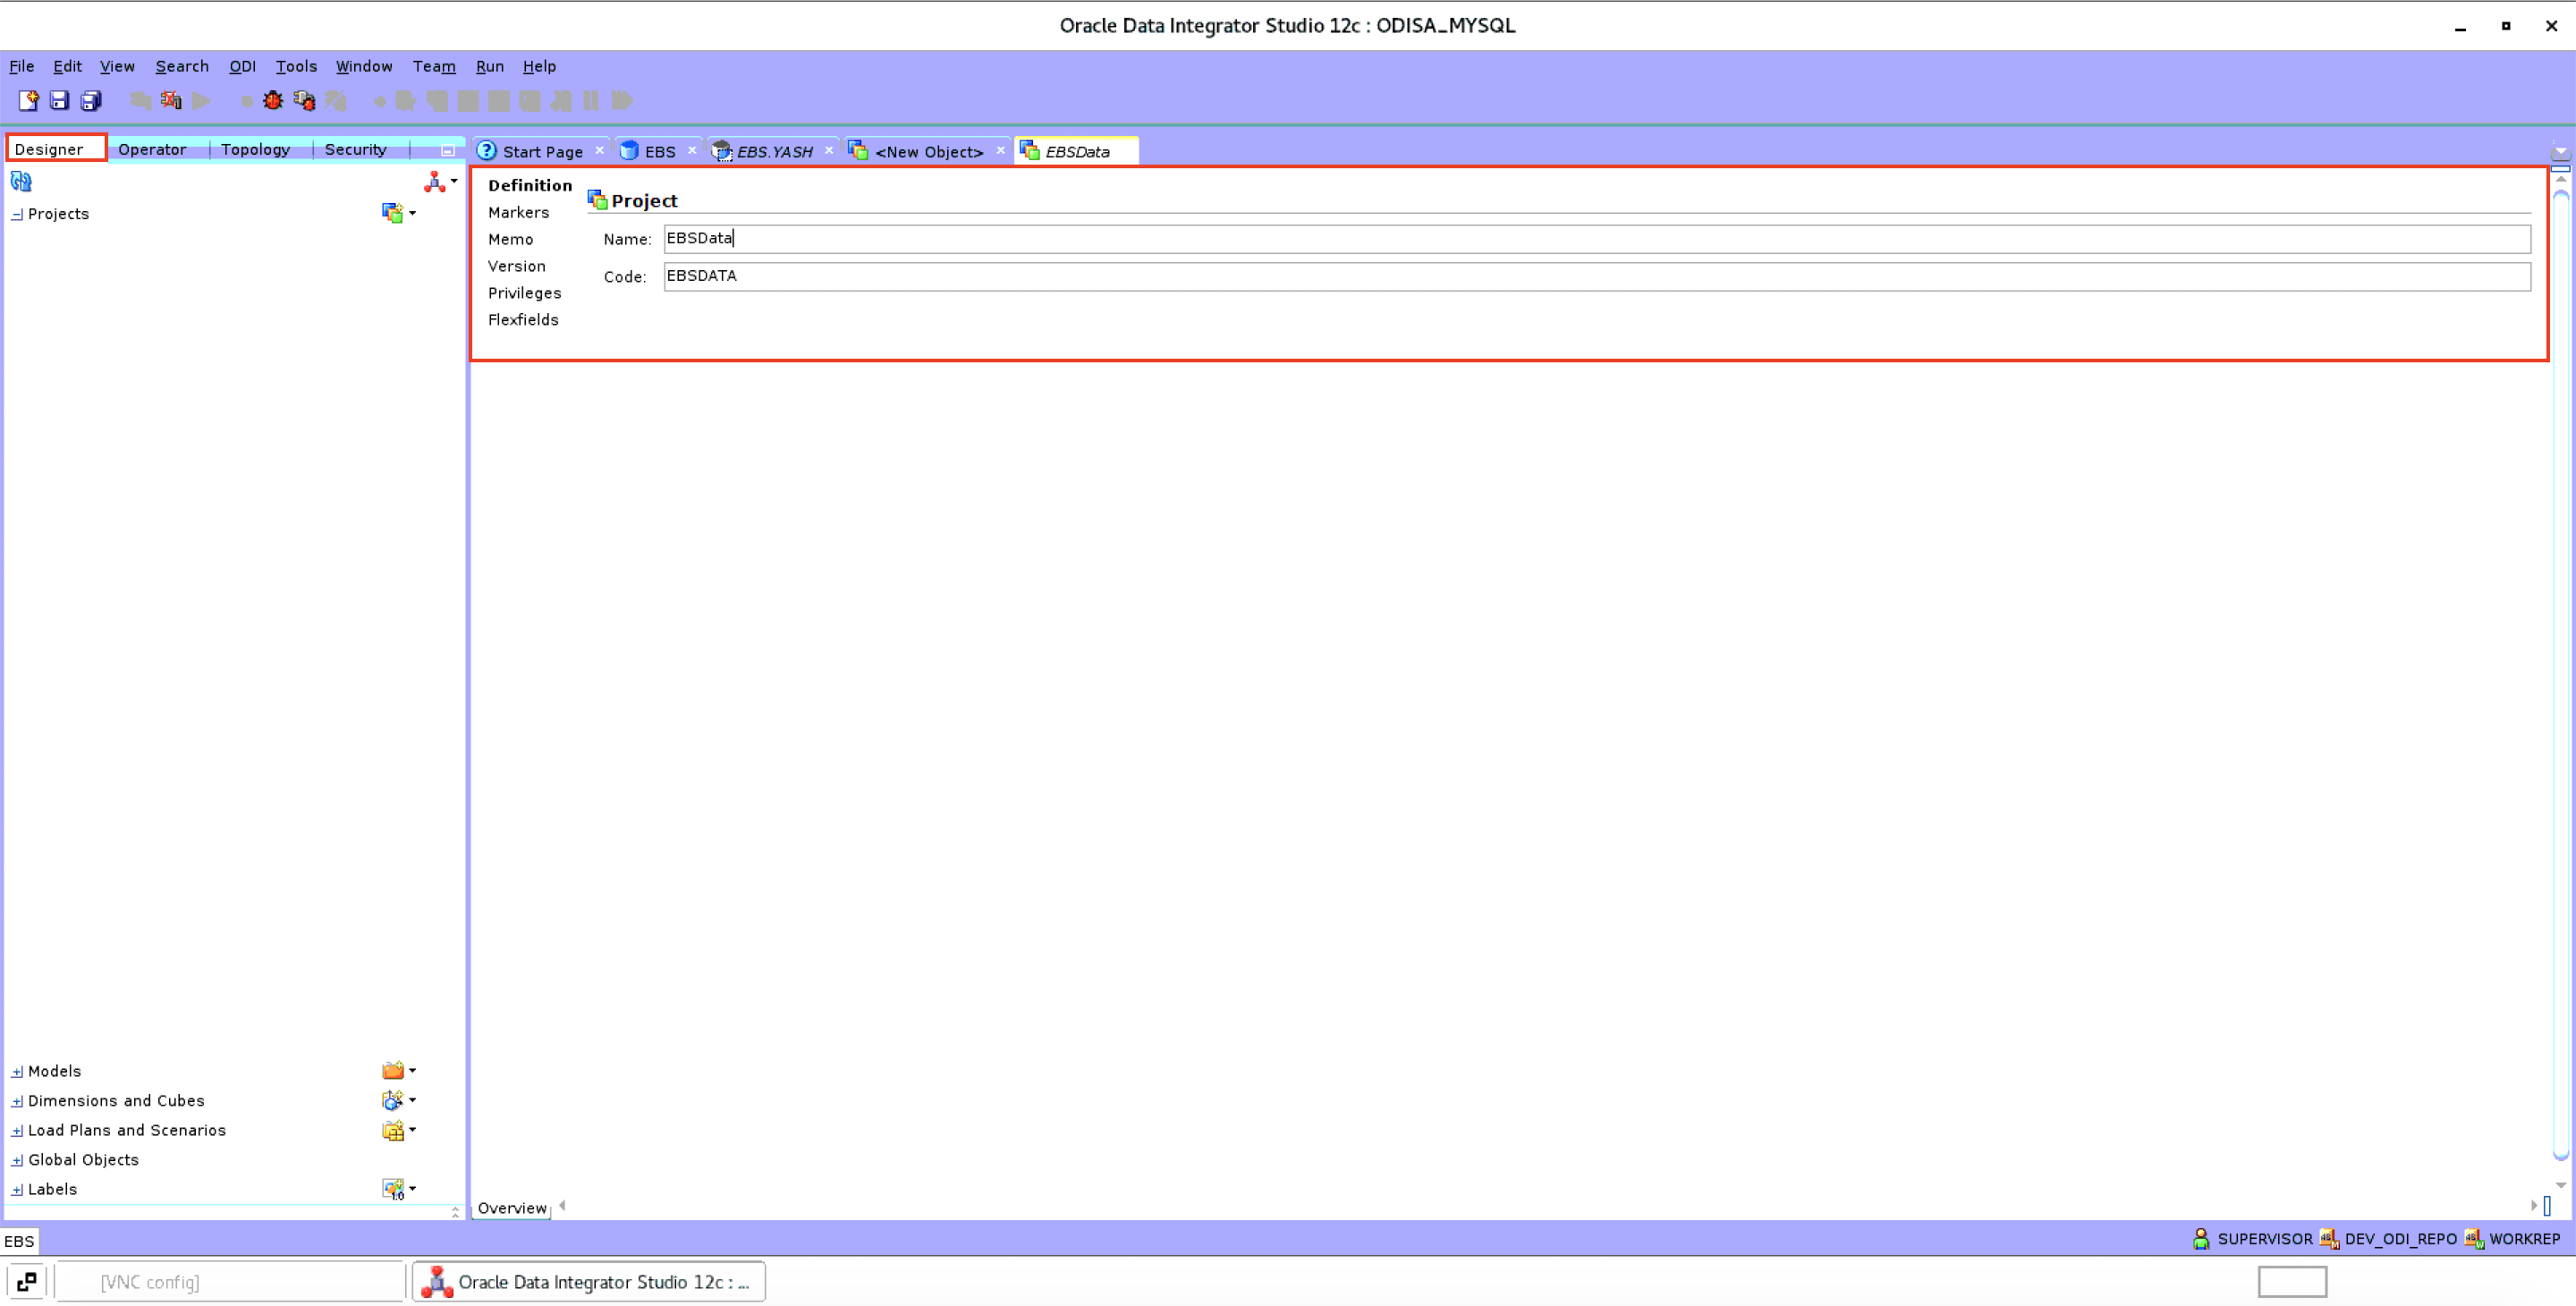 Oracle Data Integrator Studio 12c : ODISA_MYSQL
File Edit View Search ODI Tools Window Team Run Help
Designer Operator Topology Security
Start Page EBS EBS.YASH <New Object> EBSData
Projects
Definition
Markers
Memo
Version
Privileges
Flexfields
Project
Name: EBSData
Code: EBSDATA
Models
Dimensions and Cubes
Load Plans and Scenarios
Global Objects
Labels
Overview
EBS
SUPERVISOR DEV_ODI_REPO WORKREP
[VNC config]
Oracle Data Integrator Studio 12c : ...